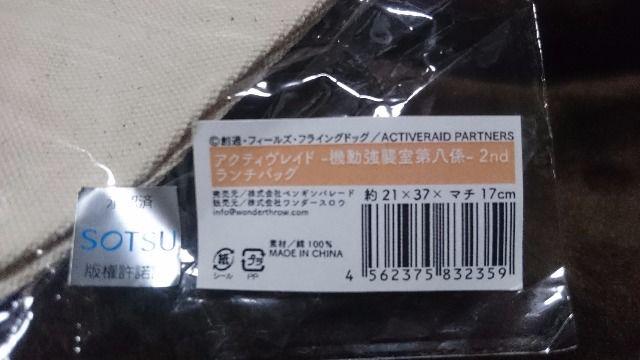 ©創通・フィールズ・フライングドッグ／ACTIVERAID PARTNERS
アクティヴレイド -機動強襲室第八係- 2nd
ランチバッグ
発売元／株式会社ペンギンパレード
販売元／株式会社ワンダースロウ
info@wonderthrow.com
約 21×37× マチ 17cm
素材／綿 100%
MADE IN CHINA
紙
シール
プラ
PP
4 562375 832359
済
SOTSU
版権許諾